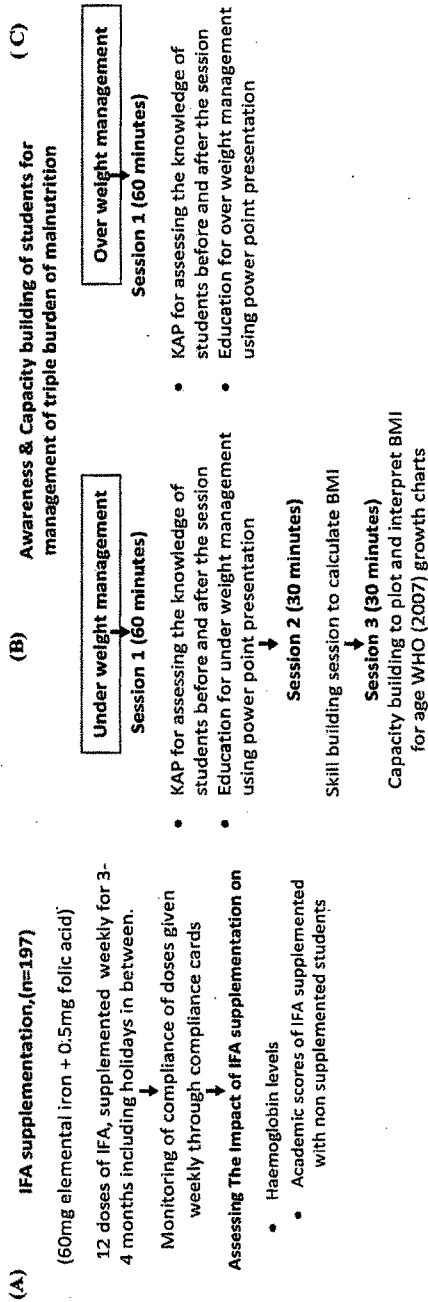 (A) IFA supplementation,(n=197)
(60mg elemental iron + 0.5mg folic acid)
12 doses of IFA, supplemented weekly for 3-
4 months including holidays in between.
Monitoring of compliance of doses given
weekly through compliance cards
Assessing The Impact of IFA supplementation on
• Haemoglobin levels
• Academic scores of IFA supplemented
with non supplemented students
(B) Awareness & Capacity building of students for (C)
management of triple burden of malnutrition
Under weight management
Session 1 (60 minutes)
• KAP for assessing the knowledge of
students before and after the session
• Education for under weight management
using power point presentation
Session 2 (30 minutes)
Skill building session to calculate BMI
Session 3 (30 minutes)
Capacity building to plot and interpret BMI
for age WHO (2007) growth charts
Over weight management
Session 1 (60 minutes)
• KAP for assessing the knowledge of
students before and after the session
• Education for over weight management
using power point presentation